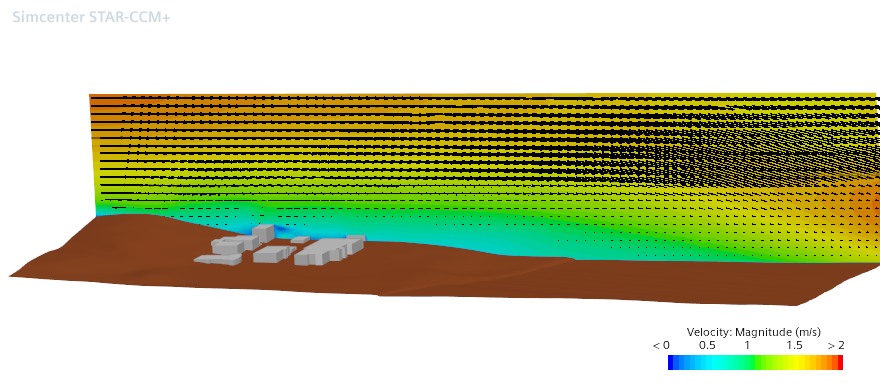 Simcenter STAR-CCM+
Velocity: Magnitude (m/s)
< 0 0.5 1 1.5 > 2